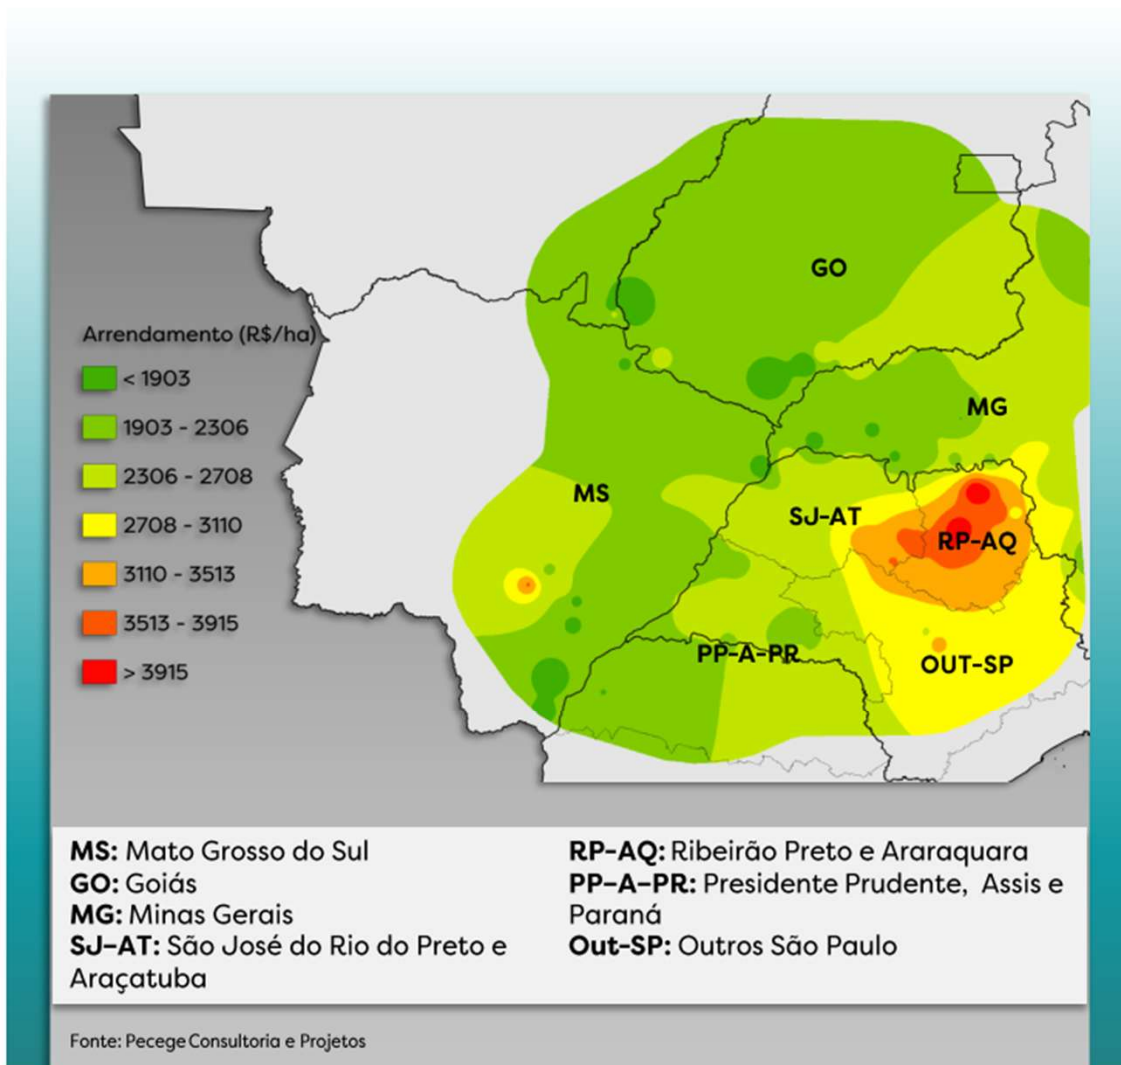 GO
Arrendamento (R$/ha)
< 1903
1903 - 2306
2306 - 2708
2708 - 3110
3110 - 3513
3513 - 3915
> 3915
MG
MS
SJ-AT
RP-AQ
PP-A-PR
OUT-SP
MS: Mato Grosso do Sul
GO: Goiás
MG: Minas Gerais
SJ-AT: São José do Rio do Preto e
Araçatuba
RP-AQ: Ribeirão Preto e Araraquara
PP-A-PR: Presidente Prudente, Assis e
Paraná
Out-SP: Outros São Paulo
Fonte: Pecege Consultoria e Projetos